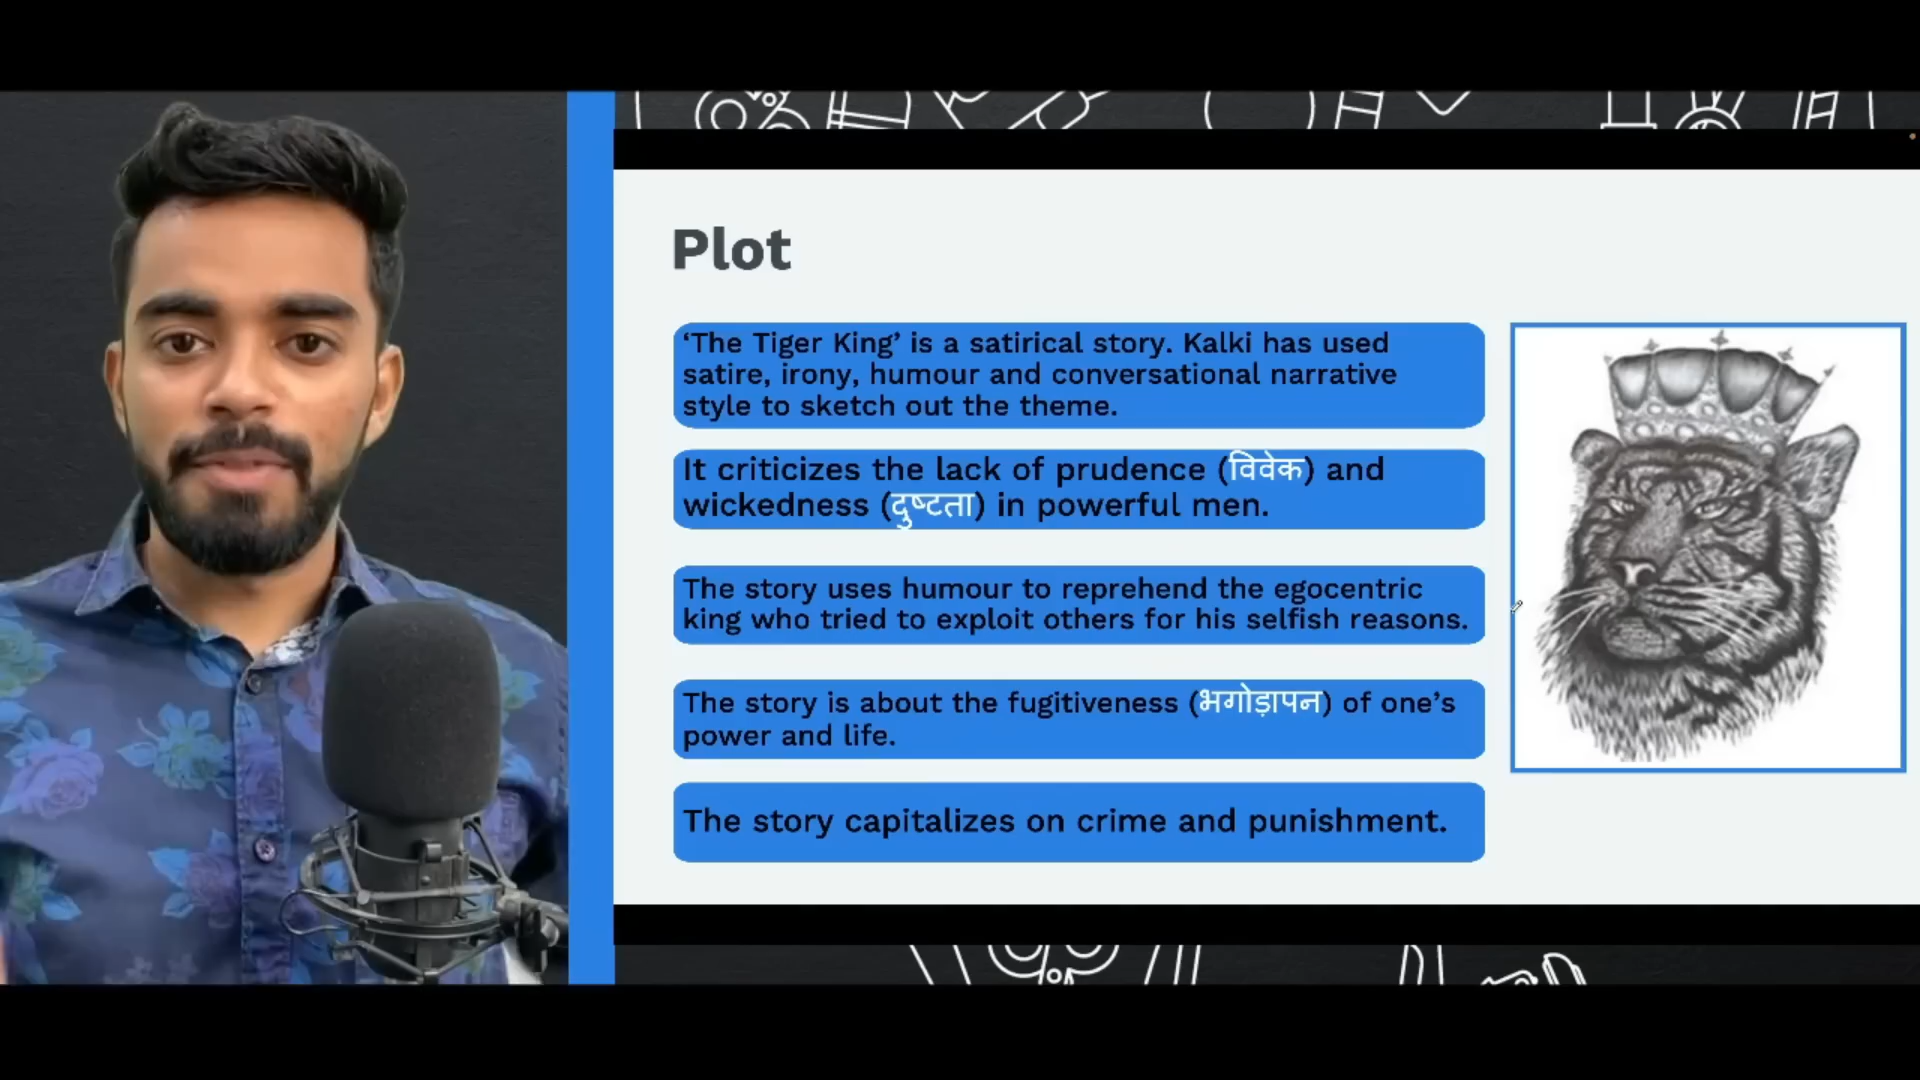 Plot
‘The Tiger King’ is a satirical story. Kalki has used
satire, irony, humour and conversational narrative
style to sketch out the theme.
It criticizes the lack of prudence (विवेक) and
wickedness (दुष्टता) in powerful men.
The story uses humour to reprehend the egocentric
king who tried to exploit others for his selfish reasons.
The story is about the fugitiveness (भगोड़ापन) of one’s
power and life.
The story capitalizes on crime and punishment.